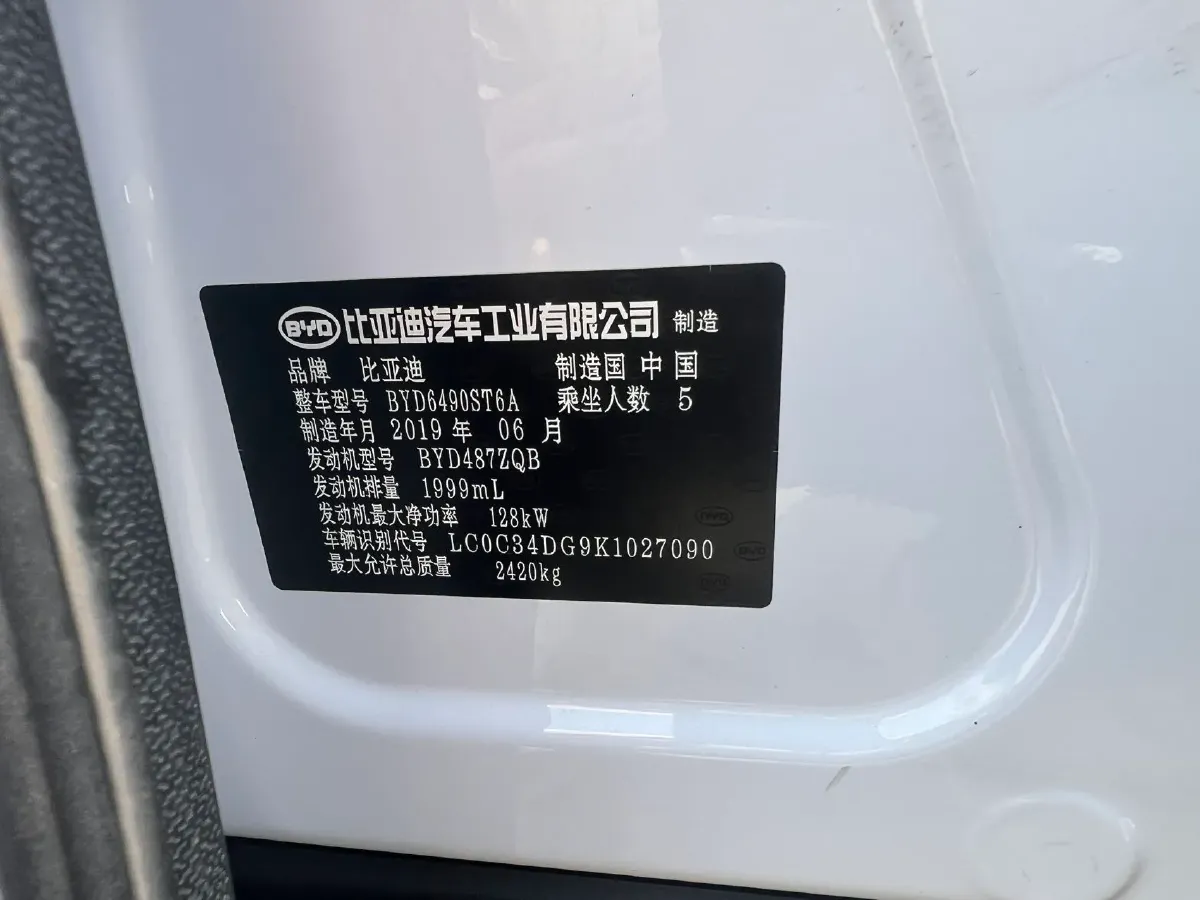 BYD 比亚迪汽车工业有限公司 制造
品牌 比亚迪 制造国 中国
整车型号 BYD6490ST6A 乘坐人数 5
制造年月 2019 年 06 月
发动机型号 BYD487ZQB
发动机排量 1999mL
发动机最大净功率 128kW
车辆识别代号 LC0C34DG9K1027090
最大允许总质量 2420kg
BYD
BYD
BYD